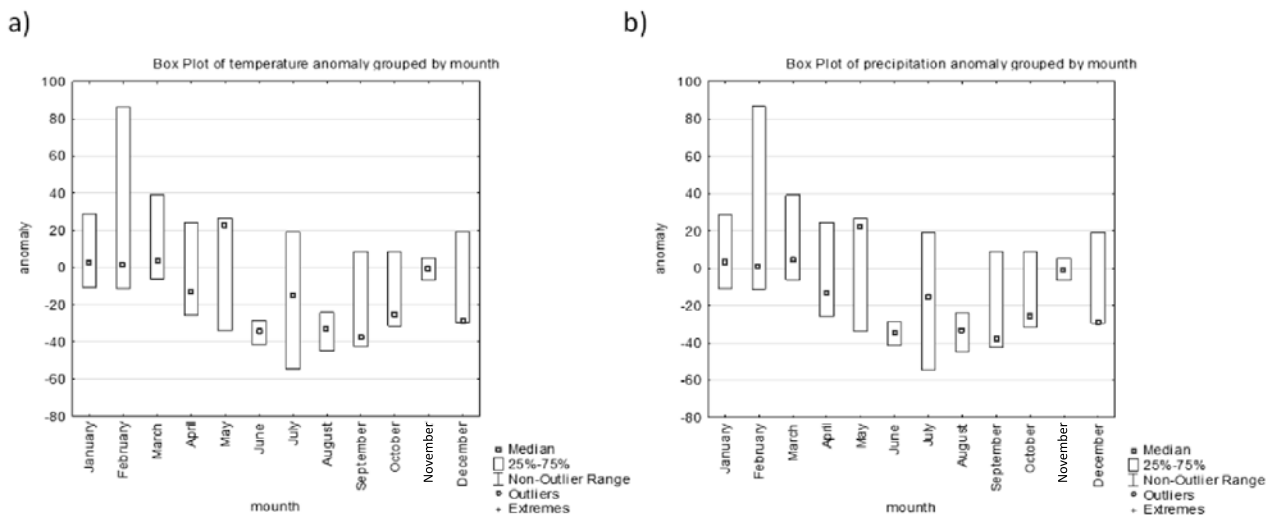 a)
Box Plot of temperature anomaly grouped by mounth
100
80
60
40
20
0
-20
-40
-60
-80
anomaly
January
February
March
April
May
June
July
August
September
October
November
December
mounth
Median
25%-75%
Non-Outlier Range
Outliers
Extremes
b)
Box Plot of precipitation anomaly grouped by mounth
100
80
60
40
20
0
-20
-40
-60
-80
anomaly
January
February
March
April
May
June
July
August
September
October
November
December
mounth
Median
25%-75%
Non-Outlier Range
Outliers
Extremes